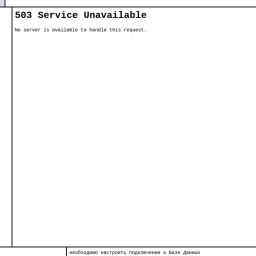 503 Service Unavailable
No server is available to handle this request.
необходимо настроить подключение к Базе Данных